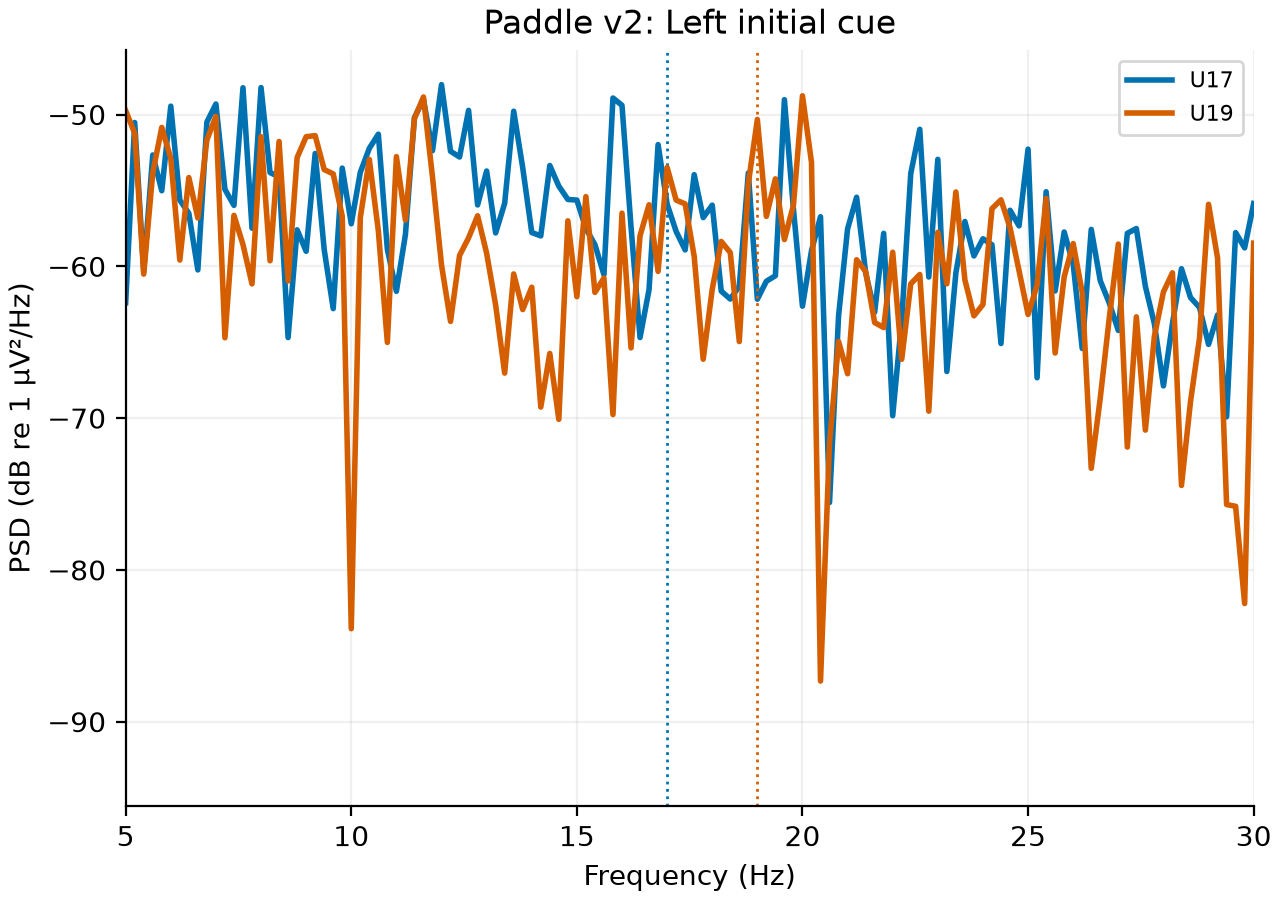 Paddle v2: Left initial cue
U17
U19
PSD (dB re 1 µV²/Hz)
−50
−60
−70
−80
−90
5
10
15
20
25
30
Frequency (Hz)